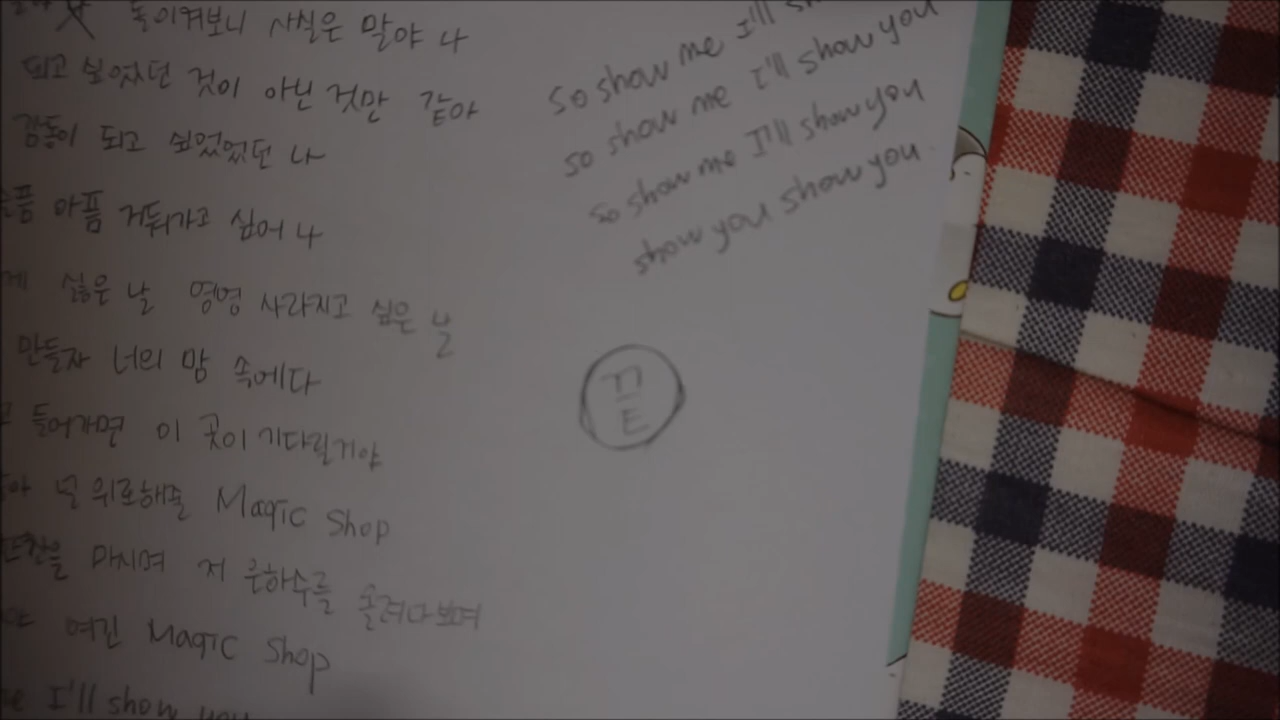 돌이켜보니 사실은 말야 나
되고 싶었던 것이 아닌 것만 같아
감동이 되고 싶었었던 나
아픔 거둬가고 싶어 나
싫은 날 영영 사라지고 싶은 날
만들자 너의 맘 속에다
들어가면 이 곳이 기다릴거야
널 위로해줄 Magic Shop
마시며 저 은하수를 올려다보며
여긴 Magic Shop
I'll show you
so show me I'll
so show me I'll show you
so show me I'll show you
show you show you
끝